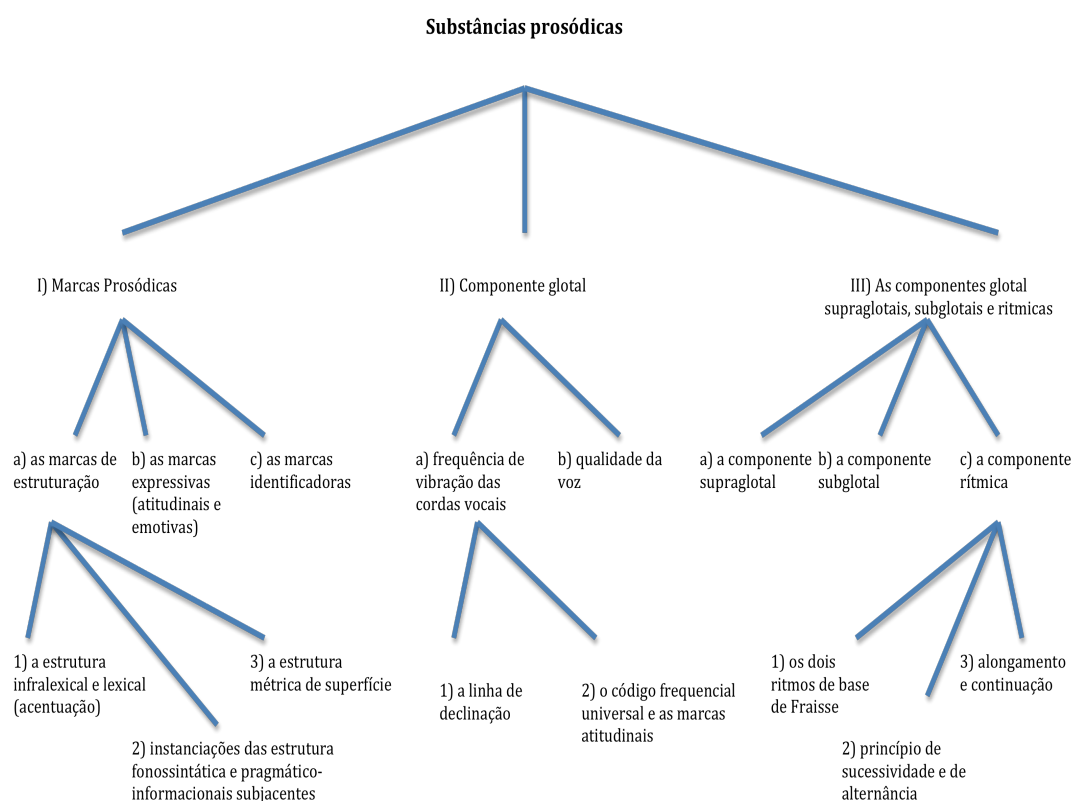 Substâncias prosódicas
I) Marcas Prosódicas
II) Componente glotal
III) As componentes glotal
supraglotais, subglotais e ritmicas
a) as marcas de
estruturação
b) as marcas
expressivas
(atitudinais e
emotivas)
c) as marcas
identificadoras
a) frequência de
vibração das
cordas vocais
b) qualidade da
voz
a) a componente
supraglotal
b) a componente
subglotal
c) a componente
rítmica
1) a estrutura
infralexical e lexical
(acentuação)
2) instanciações das estrutura
fonossintática e pragmático-
informacionais subjacentes
3) a estrutura
métrica de superfície
1) a linha de
declinação
2) o código frequencial
universal e as marcas
atitudinais
1) os dois
ritmos de base
de Fraisse
2) princípio de
sucessividade e de
alternância
3) alongamento
e continuação